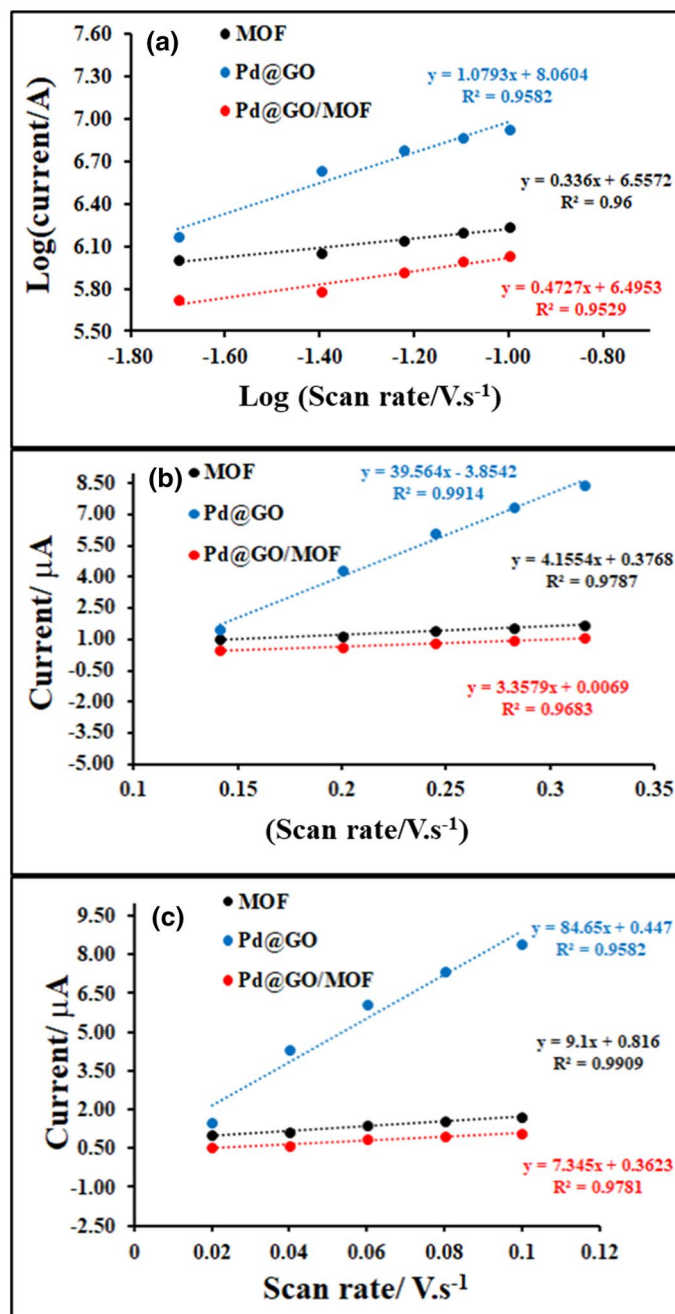 (a)
MOF
Pd@GO
Pd@GO/MOF
y = 1.0793x + 8.0604
R² = 0.9582
y = 0.336x + 6.5572
R² = 0.96
y = 0.4727x + 6.4953
R² = 0.9529
Log(current/A)
7.60
7.30
7.00
6.70
6.40
6.10
5.80
5.50
-1.80 -1.60 -1.40 -1.20 -1.00 -0.80
Log (Scan rate/V.s⁻¹)
(b)
MOF
Pd@GO
Pd@GO/MOF
y = 39.564x - 3.8542
R² = 0.9914
y = 4.1554x + 0.3768
R² = 0.9787
y = 3.3579x + 0.0069
R² = 0.9683
Current/ μA
8.50
7.00
5.50
4.00
2.50
1.00
-0.50
-2.00
-3.50
-5.00
0.1 0.15 0.2 0.25 0.3 0.35
(Scan rate/V.s⁻¹)
(c)
MOF
Pd@GO
Pd@GO/MOF
y = 84.65x + 0.447
R² = 0.9582
y = 9.1x + 0.816
R² = 0.9909
y = 7.345x + 0.3623
R² = 0.9781
Current/ μA
9.50
8.00
6.50
5.00
3.50
2.00
0.50
-1.00
-2.50
0 0.02 0.04 0.06 0.08 0.1 0.12
Scan rate/ V.s⁻¹